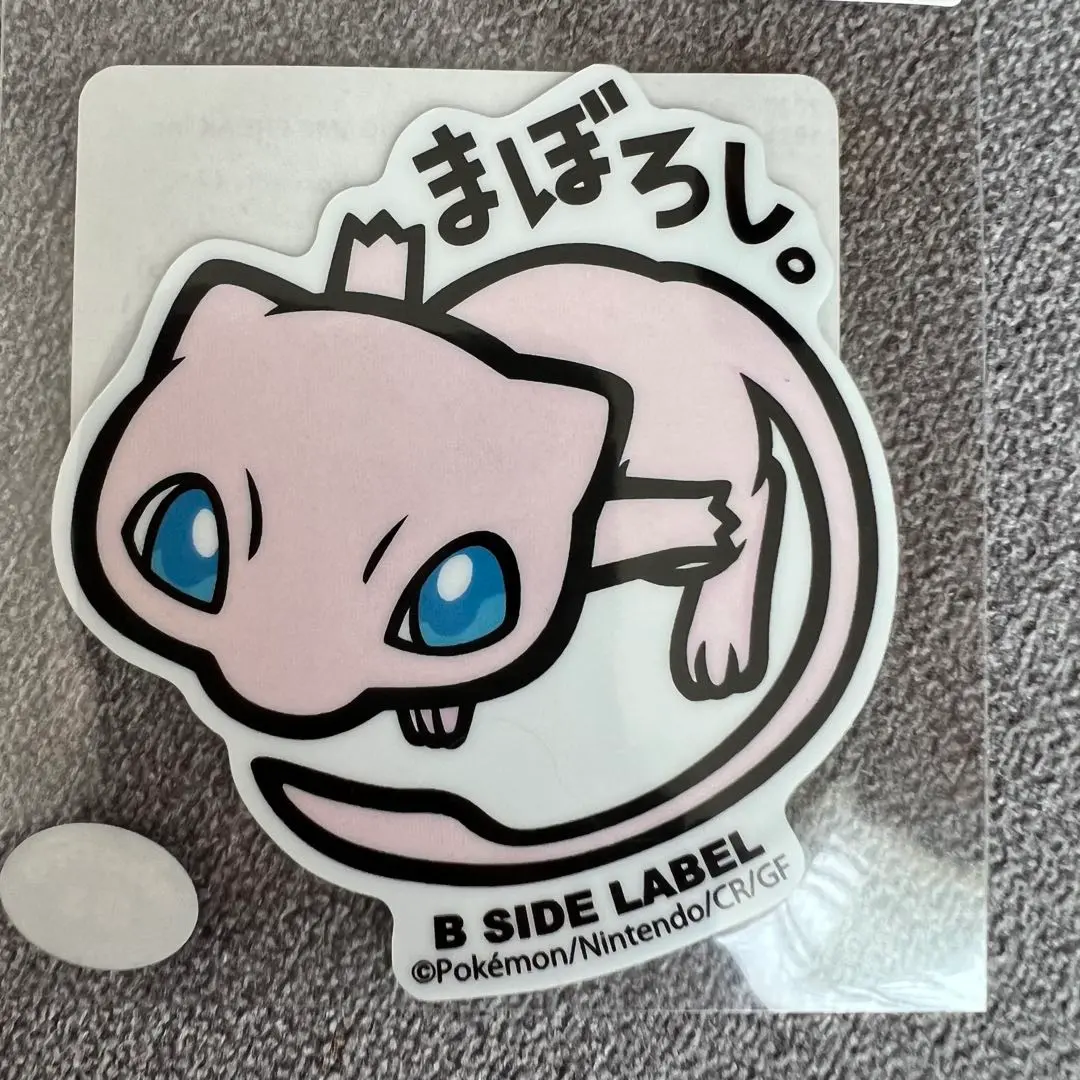 まぼろし。
B SIDE LABEL
©Pokémon/Nintendo/CR/GF